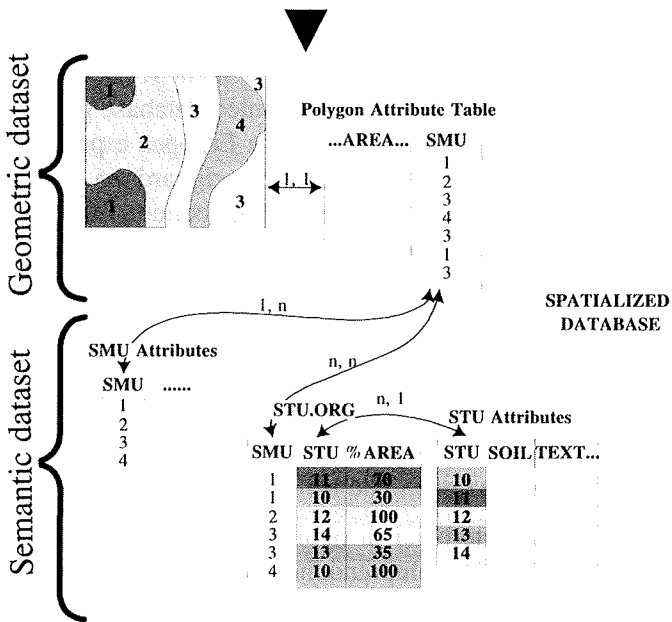 Geometric dataset
1
2
3
4
3
1
3
Polygon Attribute Table
...AREA... SMU
1
2
3
4
3
1
3
1, 1
1, n
SPATIALIZED
DATABASE
Semantic dataset
SMU Attributes
SMU ......
1
2
3
4
n, n
STU.ORG
n, 1
STU Attributes
SMU STU % AREA
1 11 70
1 10 30
2 12 100
3 14 65
3 13 35
4 10 100
STU SOIL TEXT...
10
11
12
13
14